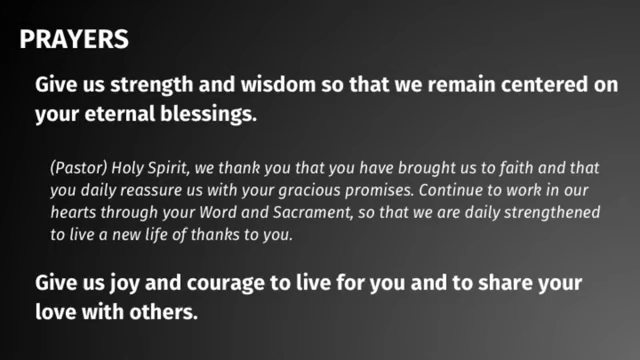 PRAYERS
Give us strength and wisdom so that we remain centered on
your eternal blessings.
(Pastor) Holy Spirit, we thank you that you have brought us to faith and that
you daily reassure us with your gracious promises. Continue to work in our
hearts through your Word and Sacrament, so that we are daily strengthened
to live a new life of thanks to you.
Give us joy and courage to live for you and to share your
love with others.